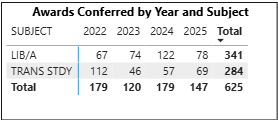 Awards Conferred by Year and Subject
SUBJECT 2022 2023 2024 2025 Total
LIB/A 67 74 122 78 341
TRANS STDY 112 46 57 69 284
Total 179 120 179 147 625